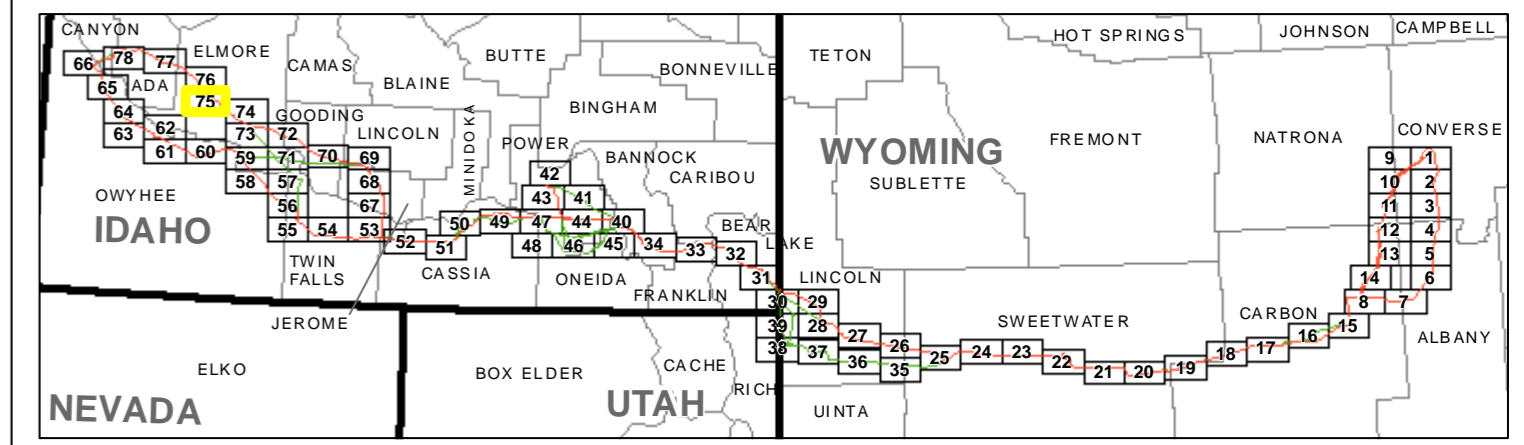 CANYON
ELMORE
ADA
CAMAS
BLAINE
BUTTE
BONNEVILLE
BINGHAM
GOODING
LINCOLN
MINIDOKA
POWER
BANNOCK
CARIBOU
OWYHEE
IDAHO
TWIN
FALLS
JEROME
CASSIA
ONEIDA
FRANKLIN
BEAR
LAKE
ELKO
NEVADA
BOX ELDER
CACHE
RICH
UTAH
TETON
HOT SPRINGS
JOHNSON
CAMPBELL
WYOMING
SUBLETTE
FREMONT
NATRONA
CONVERSE
LINCOLN
SWEETWATER
CARBON
ALBANY
UINTA
66
78
77
76
65
75
64
74
63
62
73
72
61
60
59
71
70
69
58
57
68
56
67
55
54
53
52
51
50
49
48
47
42
43
41
44
40
46
45
34
33
32
31
30
29
39
28
38
37
27
36
26
35
25
24
23
22
21
20
19
18
17
16
15
14
8
7
13
5
6
12
4
11
3
10
2
9
1